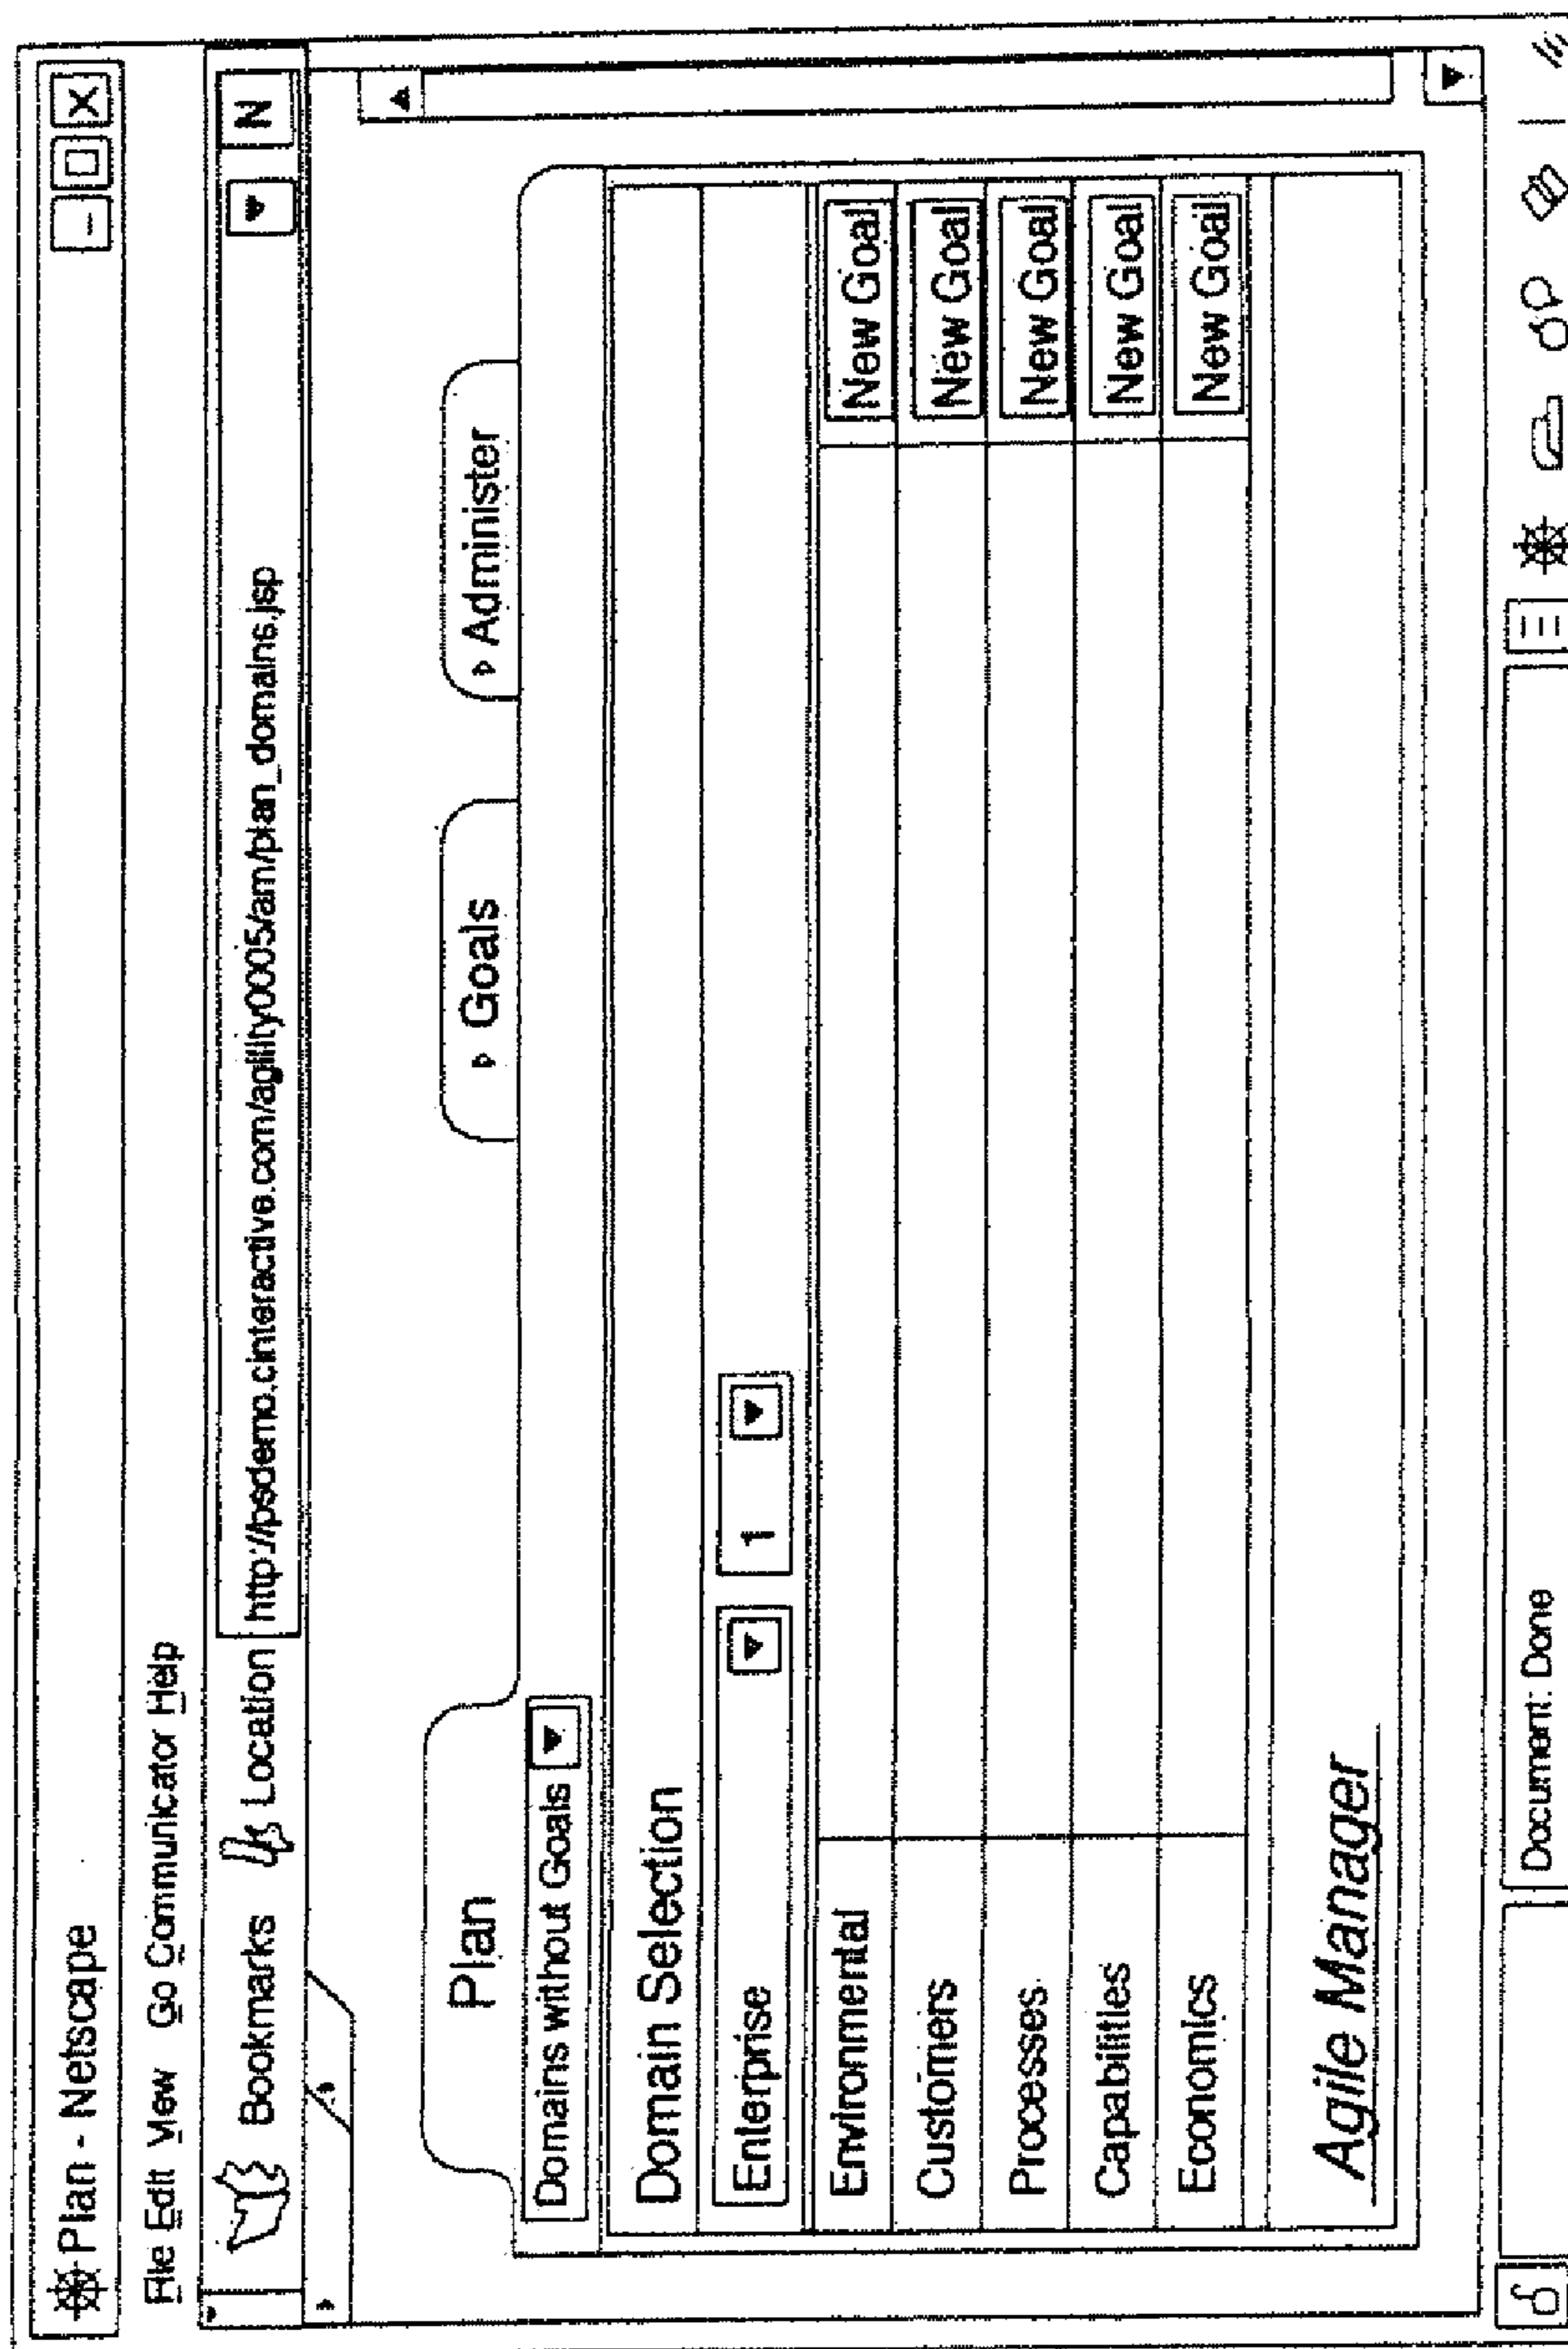 Plan - Netscape
File Edit View Go Communicator Help
Bookmarks Location http://psdemo.cinteractive.com/agility0005/am/plan_domains.jsp N
Plan Goals Administer
Domains without Goals
Domain Selection
Enterprise 1
Environmental New Goal
Customers New Goal
Processes New Goal
Capabilities New Goal
Economics New Goal
Agile Manager
Document: Done